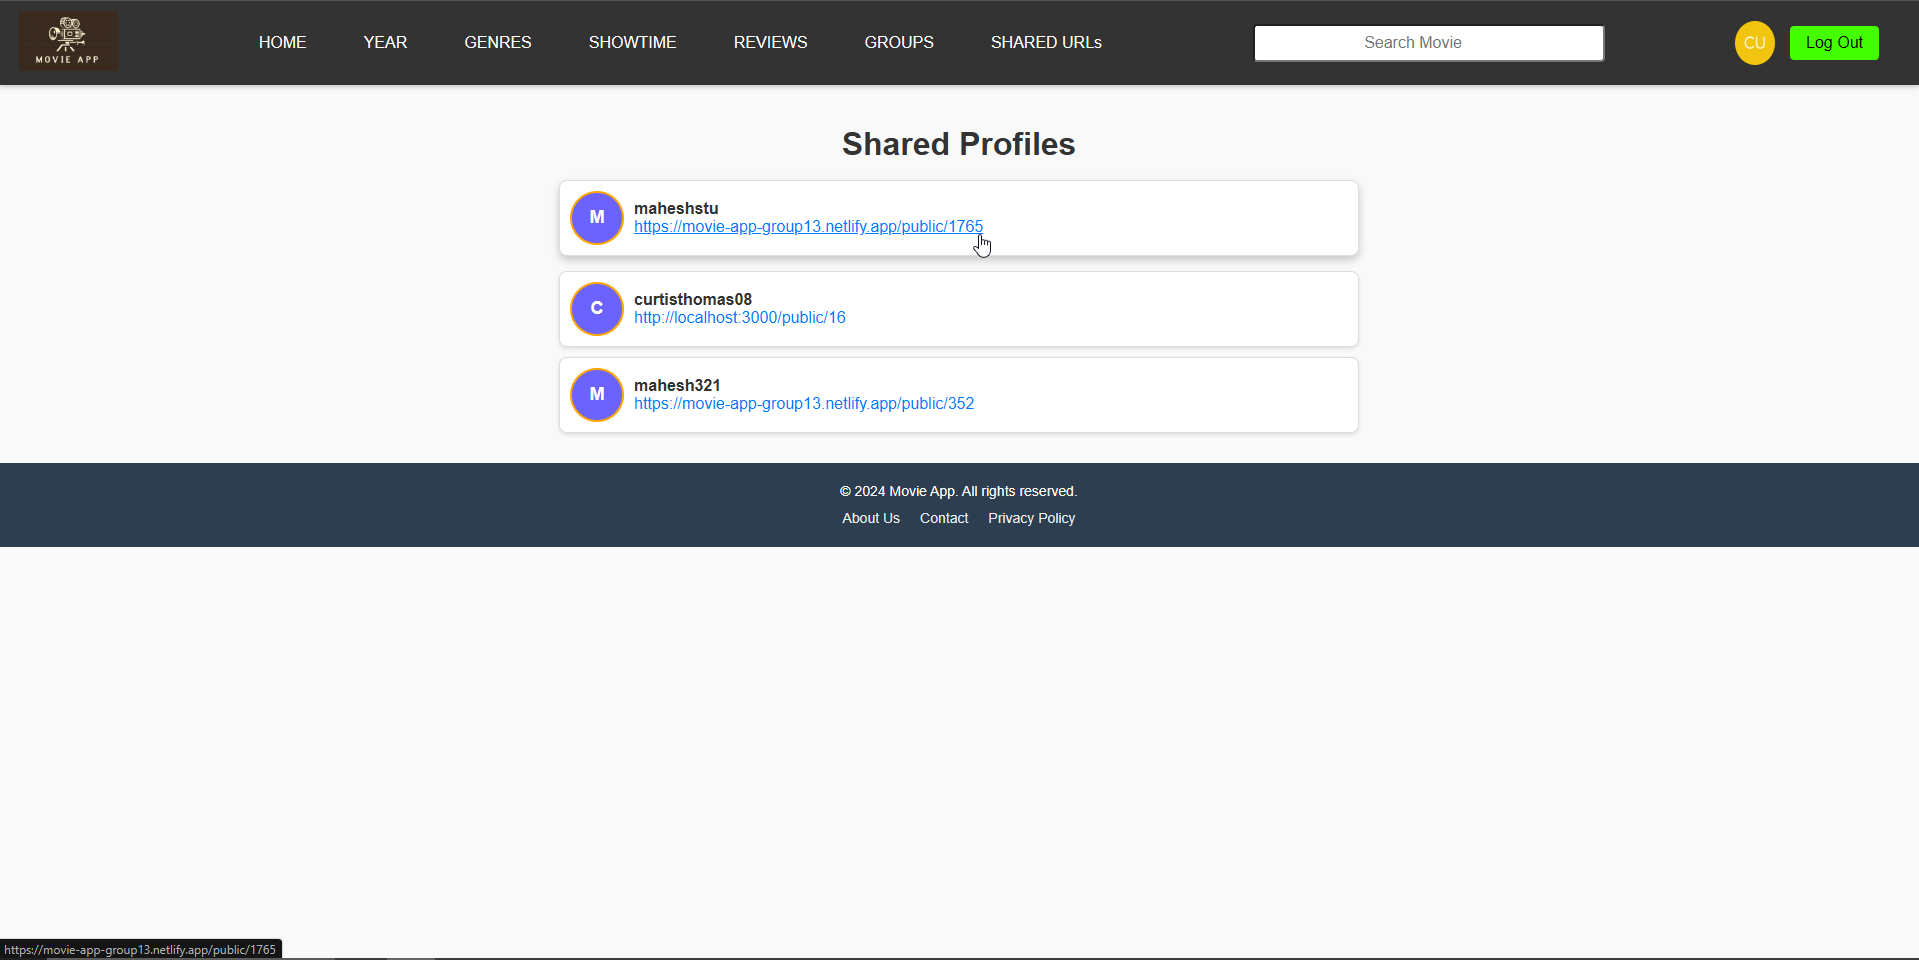 MOVIE APP
HOME YEAR GENRES SHOWTIME REVIEWS GROUPS SHARED URLs Search Movie CU Log Out
Shared Profiles
M maheshstu
https://movie-app-group13.netlify.app/public/1765
C curtisthomas08
http://localhost:3000/public/16
M mahesh321
https://movie-app-group13.netlify.app/public/352
© 2024 Movie App. All rights reserved.
About Us Contact Privacy Policy
https://movie-app-group13.netlify.app/public/1765